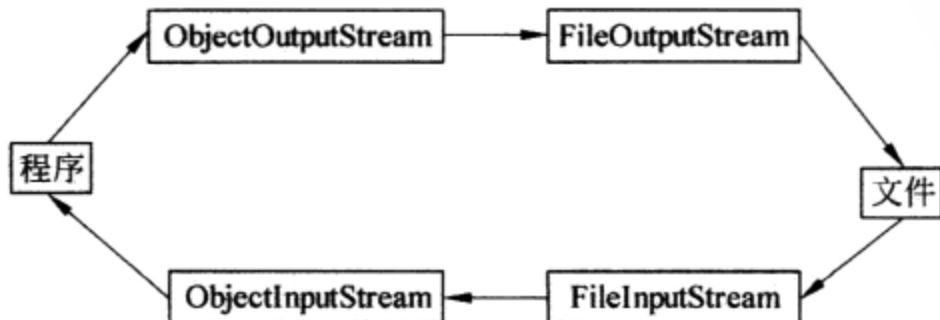 ObjectOutputStream
FileOutputStream
程序
文件
ObjectInputStream
FileInputStream